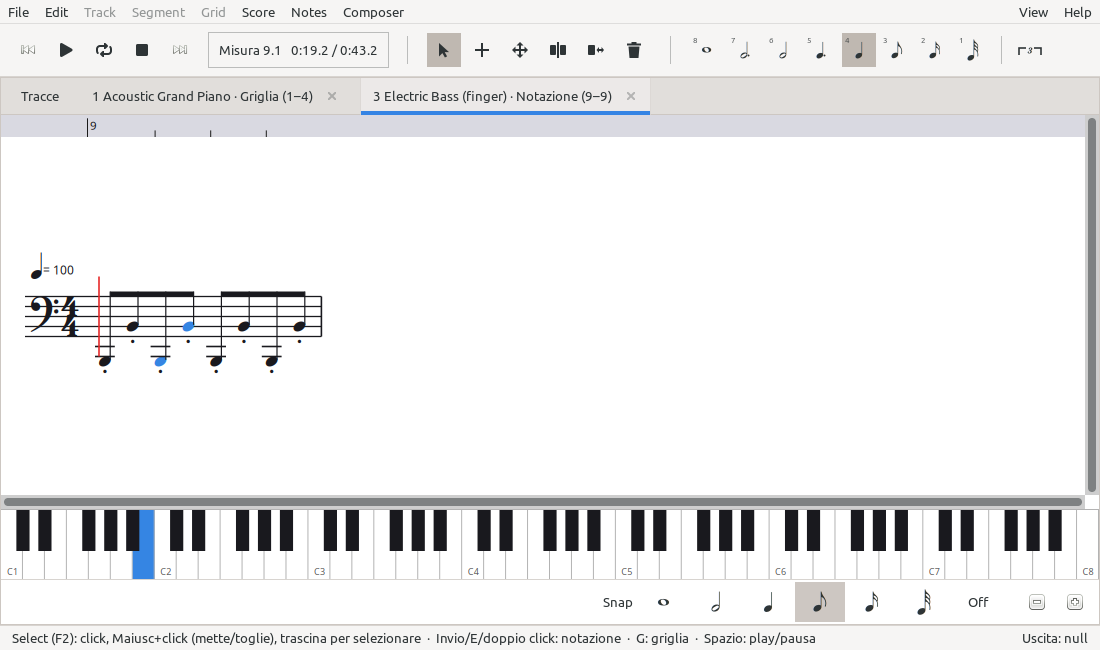 File Edit Track Segment Grid Score Notes Composer View Help
Misura 9.1 0:19.2 / 0:43.2 8 7 6 5 4 3 2 1 3
Tracce 1 Acoustic Grand Piano · Griglia (1–4) × 3 Electric Bass (finger) · Notazione (9–9) ×
9
= 100
4
4
C1 C2 C3 C4 C5 C6 C7 C8
Snap Off
Select (F2): click, Maiusc+click (mette/toglie), trascina per selezionare · Invio/E/doppio click: notazione · G: griglia · Spazio: play/pausa Uscita: null